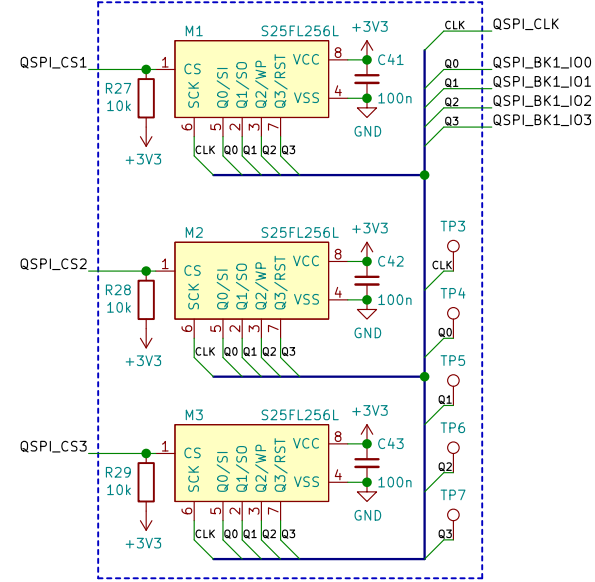 CLK QSPI_CLK
M1 S25FL256L +3V3
QSPI_CS1 1 CS VCC 8 C41
Q0 QSPI_BK1_IO0
Q1 QSPI_BK1_IO1
Q2 QSPI_BK1_IO2
Q3 QSPI_BK1_IO3
R27
10k
SCK Q0/SI Q1/SO Q2/WP Q3/RST
VSS 4 100n
6 5 2 3 7
GND
CLK Q0 Q1 Q2 Q3
+3V3
M2 S25FL256L +3V3
TP3
QSPI_CS2 1 CS VCC 8 C42
CLK
R28
10k
SCK Q0/SI Q1/SO Q2/WP Q3/RST
VSS 4 100n
TP4
6 5 2 3 7
GND
Q0
CLK Q0 Q1 Q2 Q3
+3V3
TP5
Q1
M3 S25FL256L +3V3
TP6
QSPI_CS3 1 CS VCC 8 C43
Q2
R29
10k
SCK Q0/SI Q1/SO Q2/WP Q3/RST
VSS 4 100n
TP7
6 5 2 3 7
GND
CLK Q0 Q1 Q2 Q3
Q3
+3V3